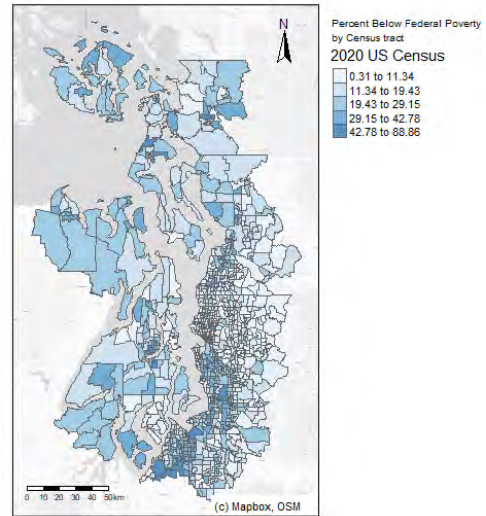 N
Percent Below Federal Poverty
by Census tract
2020 US Census
0.31 to 11.34
11.34 to 19.43
19.43 to 29.15
29.15 to 42.78
42.78 to 88.86
0 10 20 30 40 50km
(c) Mapbox, OSM